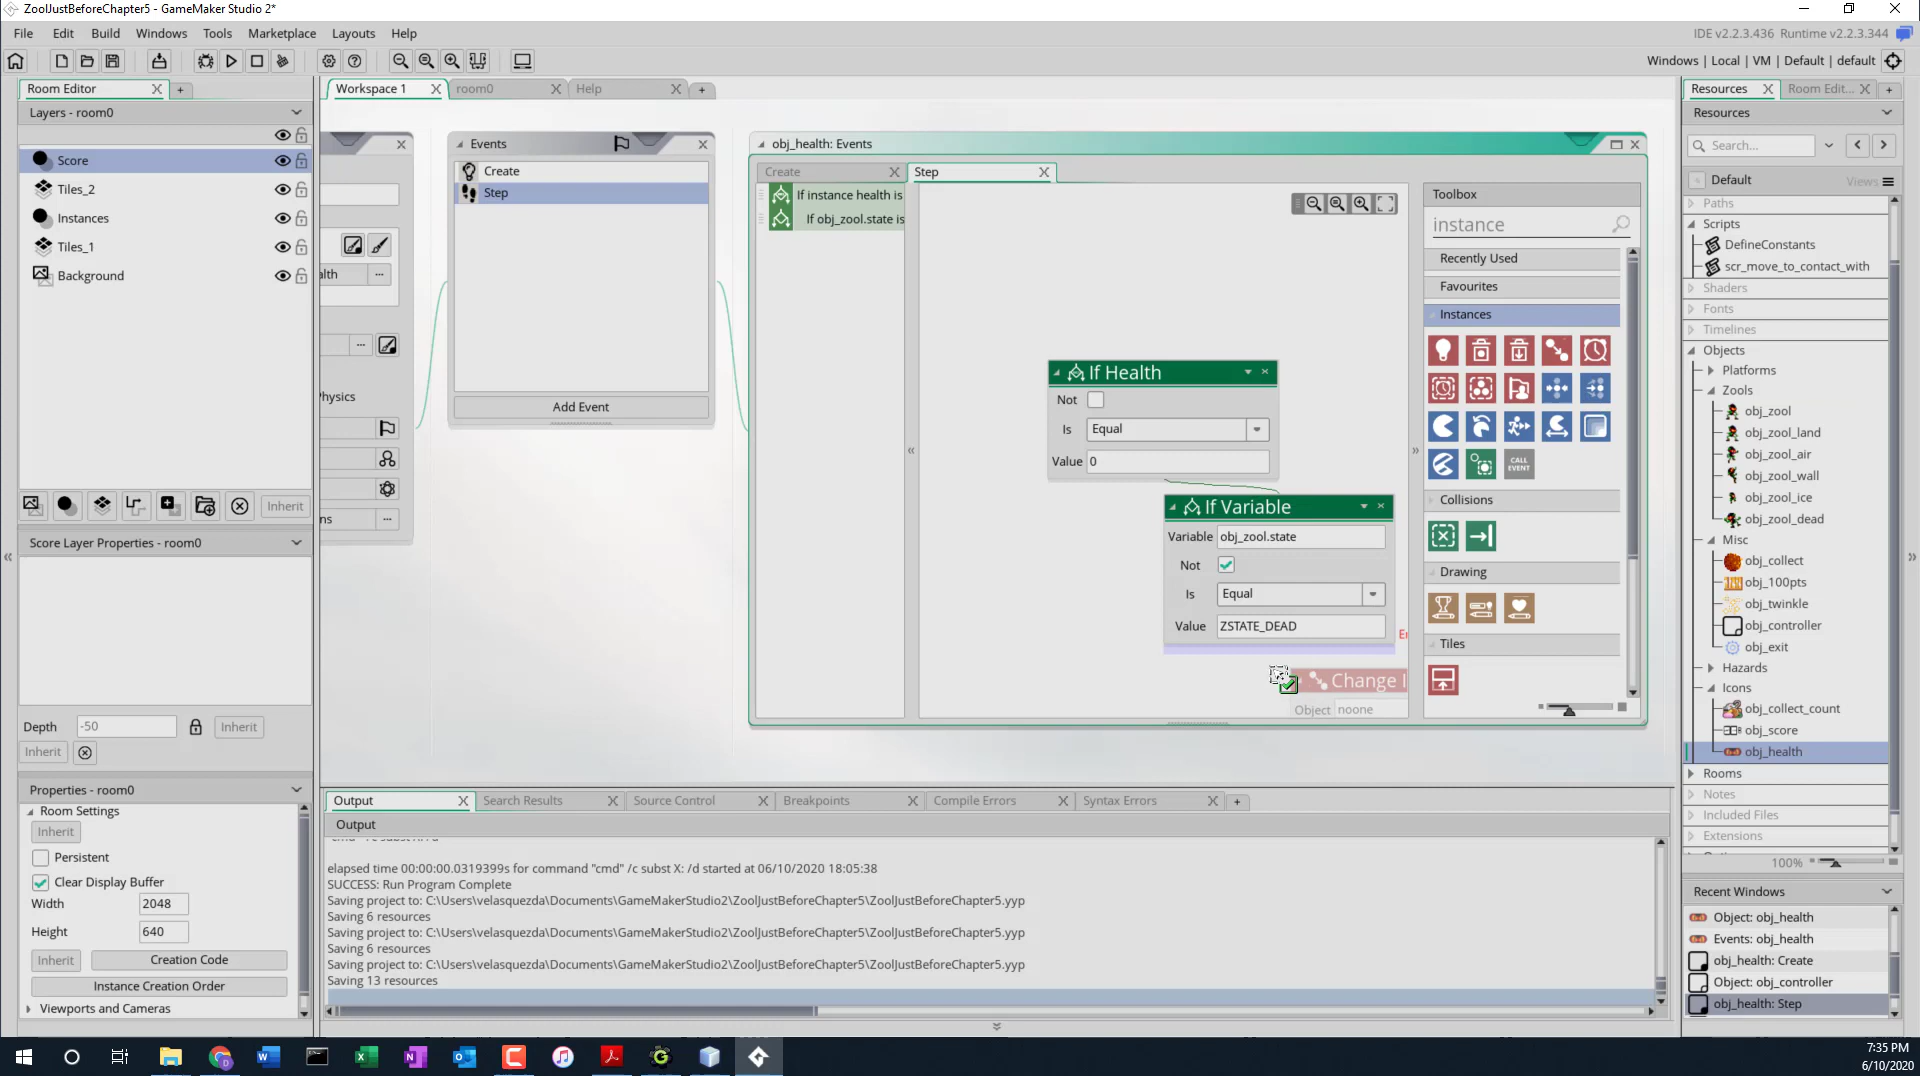 ZoolJustBeforeChapter5 - GameMaker Studio 2*
File Edit Build Windows Tools Marketplace Layouts Help
IDE v2.2.3.436 Runtime v2.2.3.344
Windows | Local | VM | Default | default
Room Editor
Layers - room0
Score
Tiles_2
Instances
Tiles_1
Background
Inherit
Score Layer Properties - room0
Depth -50 Inherit
Inherit
Properties - room0
Room Settings
Inherit
Persistent
Clear Display Buffer
Width 2048
Height 640
Inherit Creation Code
Instance Creation Order
Viewports and Cameras
Workspace 1 room0 Help
alth
Physics
ns
Events
Create
Step
Add Event
obj_health: Events
Create Step
If instance health is
If obj_zool.state is
If Health
Not
Is Equal
Value 0
If Variable
Variable obj_zool.state
Not
Is Equal
Value ZSTATE_DEAD
Change I
Object noone
Toolbox
instance
Recently Used
Favourites
Instances
CALL EVENT
Collisions
Drawing
Tiles
Output Search Results Source Control Breakpoints Compile Errors Syntax Errors
Output
elapsed time 00:00:00.0319399s for command "cmd" /c subst X: /d started at 06/10/2020 18:05:38
SUCCESS: Run Program Complete
Saving project to: C:\Users\velasquezda\Documents\GameMakerStudio2\ZoolJustBeforeChapter5\ZoolJustBeforeChapter5.yyp
Saving 6 resources
Saving project to: C:\Users\velasquezda\Documents\GameMakerStudio2\ZoolJustBeforeChapter5\ZoolJustBeforeChapter5.yyp
Saving 6 resources
Saving project to: C:\Users\velasquezda\Documents\GameMakerStudio2\ZoolJustBeforeChapter5\ZoolJustBeforeChapter5.yyp
Saving 13 resources
Resources Room Edit...
Resources
Search...
Default Views
Paths
Scripts
DefineConstants
scr_move_to_contact_with
Shaders
Fonts
Timelines
Objects
Platforms
Zools
obj_zool
obj_zool_land
obj_zool_air
obj_zool_wall
obj_zool_ice
obj_zool_dead
Misc
obj_collect
obj_100pts
obj_twinkle
obj_controller
obj_exit
Hazards
Icons
obj_collect_count
obj_score
obj_health
Rooms
Notes
Included Files
Extensions
100%
Recent Windows
Object: obj_health
Events: obj_health
obj_health: Create
Object: obj_controller
obj_health: Step
7:35 PM
6/10/2020